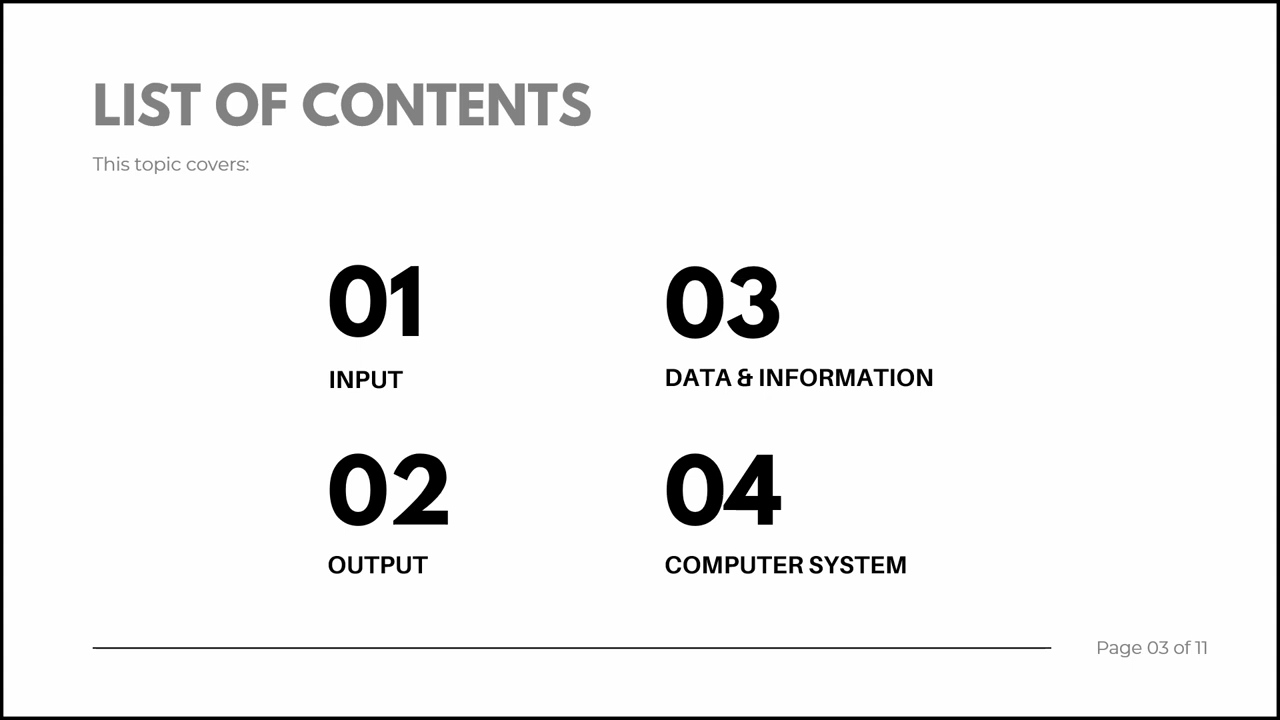 LIST OF CONTENTS
This topic covers:
01
INPUT
02
OUTPUT
03
DATA & INFORMATION
04
COMPUTER SYSTEM
Page 03 of 11